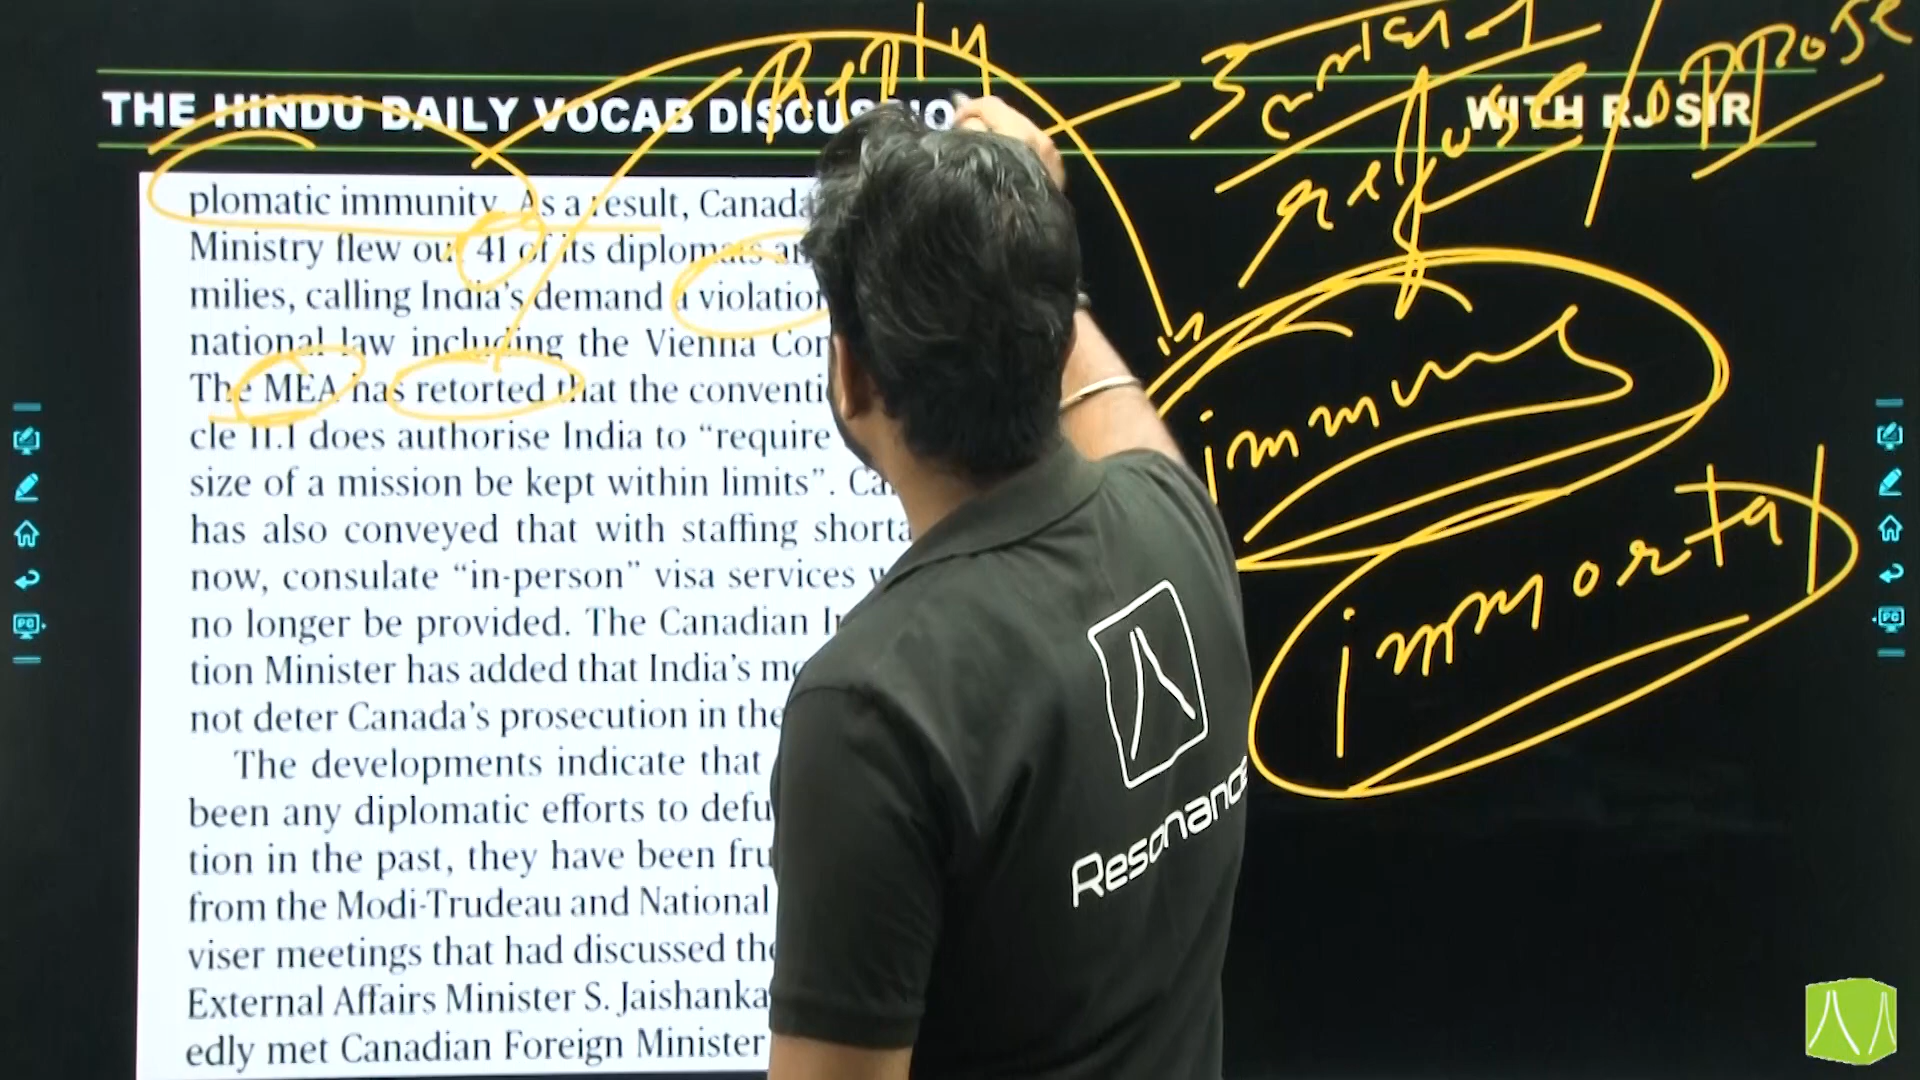 THE HINDU DAILY VOCAB DISCUSSIO WITH RJ SIR
Reply
refuse / oppose
plomatic immunity. As a result, Canada
Ministry flew out 41 of its diplomats an
milies, calling India's demand a violation
national law including the Vienna Con
The MEA has retorted that the conventi
cle 11.1 does authorise India to "require
size of a mission be kept within limits". Ca
has also conveyed that with staffing shorta
now, consulate "in-person" visa services w
no longer be provided. The Canadian I
tion Minister has added that India's mo
not deter Canada's prosecution in the
The developments indicate that
been any diplomatic efforts to defu
tion in the past, they have been fru
from the Modi-Trudeau and National
viser meetings that had discussed the
External Affairs Minister S. Jaishanka
edly met Canadian Foreign Minister
immune
immortal
Resonance
PC
PC